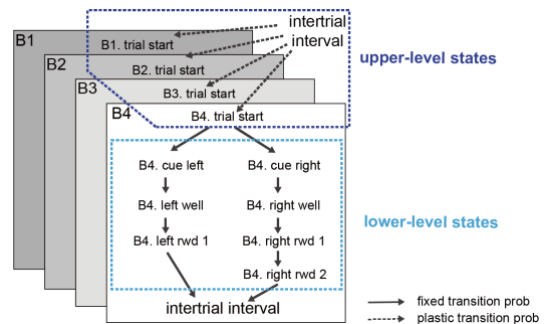 intertrial
interval
B1
B1. trial start
upper-level states
B2
B2. trial start
B3
B3. trial start
B4
B4. trial start
B4. cue left
B4. cue right
B4. left well
B4. right well
lower-level states
B4. left rwd 1
B4. right rwd 1
B4. right rwd 2
intertrial interval
fixed transition prob
plastic transition prob